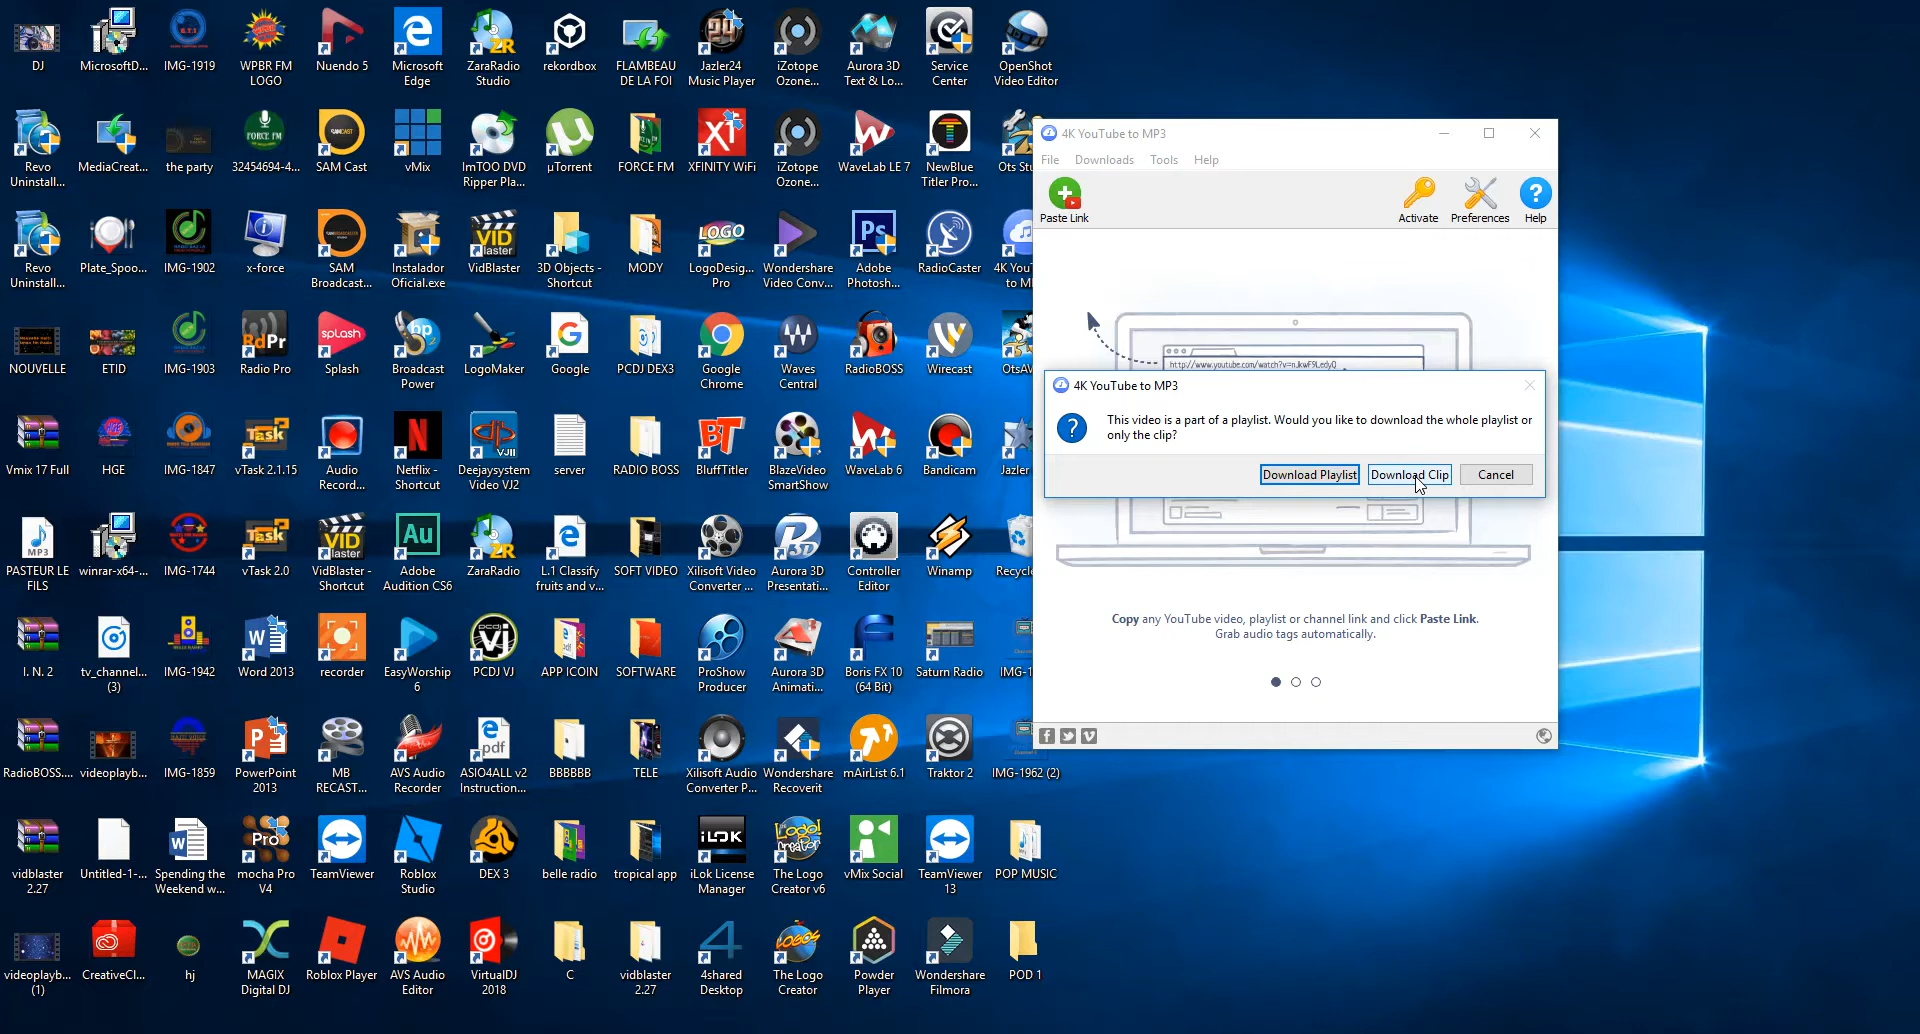 DJ
MicrosoftD...
IMG-1919
WPBR FM
LOGO
Nuendo 5
Microsoft
Edge
ZaraRadio
Studio
rekordbox
FLAMBEAU
DE LA FOI
Jazler24
Music Player
iZotope
Ozone...
Aurora 3D
Text & Lo...
Service
Center
OpenShot
Video Editor
Revo
Uninstall...
MediaCreat...
the party
32454694-4...
SAM Cast
vMix
ImTOO DVD
Ripper Pla...
µTorrent
FORCE FM
XFINITY WiFi
iZotope
Ozone...
WaveLab LE 7
NewBlue
Titler Pro...
Ots Stu
Revo
Uninstall...
Plate_Spoo...
IMG-1902
x-force
SAM
Broadcast...
Instalador
Oficial.exe
VidBlaster
3D Objects -
Shortcut
MODY
LogoDesig...
Pro
Wondershare
Video Conv...
Adobe
Photosh...
RadioCaster
4K You
to M
NOUVELLE
ETID
IMG-1903
Radio Pro
Splash
Broadcast
Power
LogoMaker
Google
PCDJ DEX3
Google
Chrome
Waves
Central
RadioBOSS
Wirecast
OtsAV
Vmix 17 Full
HGE
IMG-1847
vTask 2.1.15
Audio
Record...
Netflix -
Shortcut
Deejaysystem
Video VJ2
server
RADIO BOSS
BluffTitler
BlazeVideo
SmartShow
WaveLab 6
Bandicam
Jazler
PASTEUR LE
FILS
winrar-x64-...
IMG-1744
vTask 2.0
VidBlaster -
Shortcut
Adobe
Audition CS6
ZaraRadio
L.1 Classify
fruits and v...
SOFT VIDEO
Xilisoft Video
Converter ...
Aurora 3D
Presentati...
Controller
Editor
Winamp
Recycle
I. N. 2
tv_channel...
(3)
IMG-1942
Word 2013
recorder
EasyWorship
6
PCDJ VJ
APP ICOIN
SOFTWARE
ProShow
Producer
Aurora 3D
Animati...
Boris FX 10
(64 Bit)
Saturn Radio
IMG-1
RadioBOSS....
videoplayb...
IMG-1859
PowerPoint
2013
MB
RECAST...
AVS Audio
Recorder
ASIO4ALL v2
Instruction...
BBBBBB
TELE
Xilisoft Audio
Converter P...
Wondershare
Recoverit
mAirList 6.1
Traktor 2
IMG-1962 (2)
vidblaster
2.27
Untitled-1-...
Spending the
Weekend w...
mocha Pro
V4
TeamViewer
Roblox
Studio
DEX 3
belle radio
tropical app
iLok License
Manager
The Logo
Creator v6
vMix Social
TeamViewer
13
POP MUSIC
videoplayb...
(1)
CreativeCl...
hj
MAGIX
Digital DJ
Roblox Player
AVS Audio
Editor
VirtualDJ
2018
C
vidblaster
2.27
4shared
Desktop
The Logo
Creator
Powder
Player
Wondershare
Filmora
POD 1
4K YouTube to MP3
File Downloads Tools Help
Paste Link
Activate Preferences Help
http://www.youtube.com/watch?v=nJkwF9LedyQ
4K YouTube to MP3
This video is a part of a playlist. Would you like to download the whole playlist or
only the clip?
Download Playlist Download Clip Cancel
Copy any YouTube video, playlist or channel link and click Paste Link.
Grab audio tags automatically.